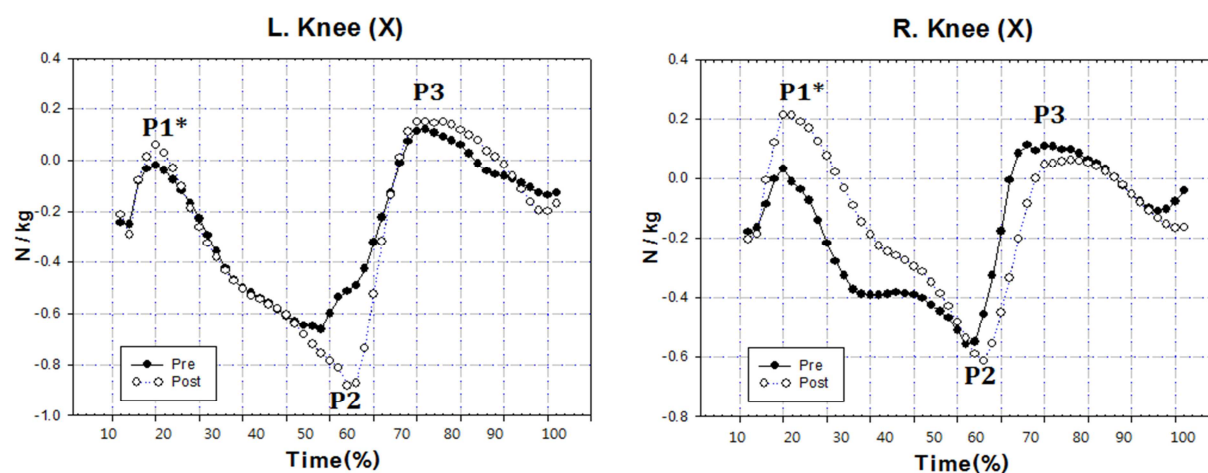 L. Knee (X)
N / kg
0.4
0.2
0.0
-0.2
-0.4
-0.6
-0.8
-1.0
P1*
P2
P3
Pre
Post
10 20 30 40 50 60 70 80 90 100
Time(%)
R. Knee (X)
N / kg
0.4
0.2
0.0
-0.2
-0.4
-0.6
-0.8
P1*
P2
P3
Pre
Post
10 20 30 40 50 60 70 80 90 100
Time(%)